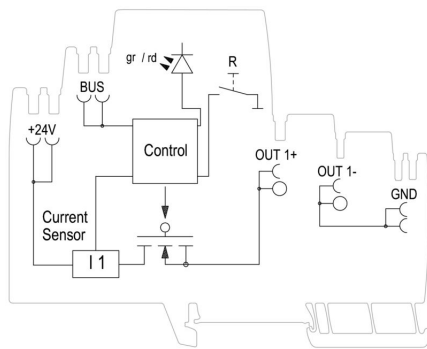 gr / rd
R
BUS
+24V
Control
OUT 1+
OUT 1-
GND
Current
Sensor
I 1